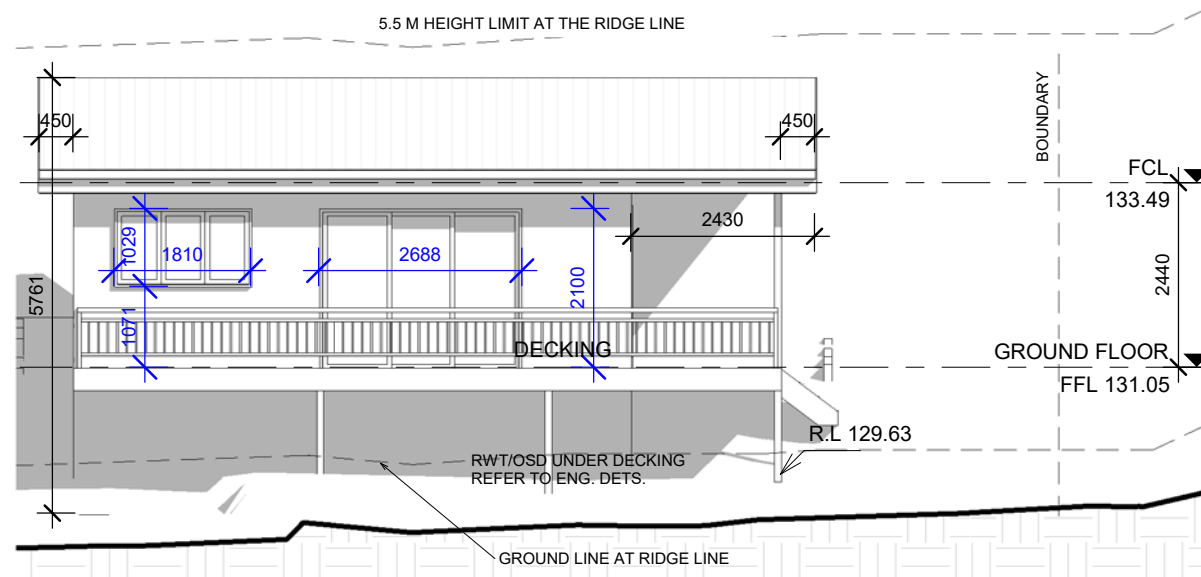 5.5 M HEIGHT LIMIT AT THE RIDGE LINE
BOUNDARY
450
450
FCL
133.49
2430
1029
1810
2688
2440
5761
2100
1071
DECKING
GROUND FLOOR
FFL 131.05
R.L 129.63
RWT/OSD UNDER DECKING
REFER TO ENG. DETS.
GROUND LINE AT RIDGE LINE